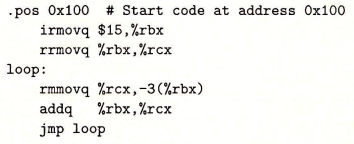 .pos 0x100  # Start code at address 0x100
    irmovq $15,%rbx
    rrmovq %rbx,%rcx
loop:
    rmmovq %rcx,-3(%rbx)
    addq   %rbx,%rcx
    jmp loop